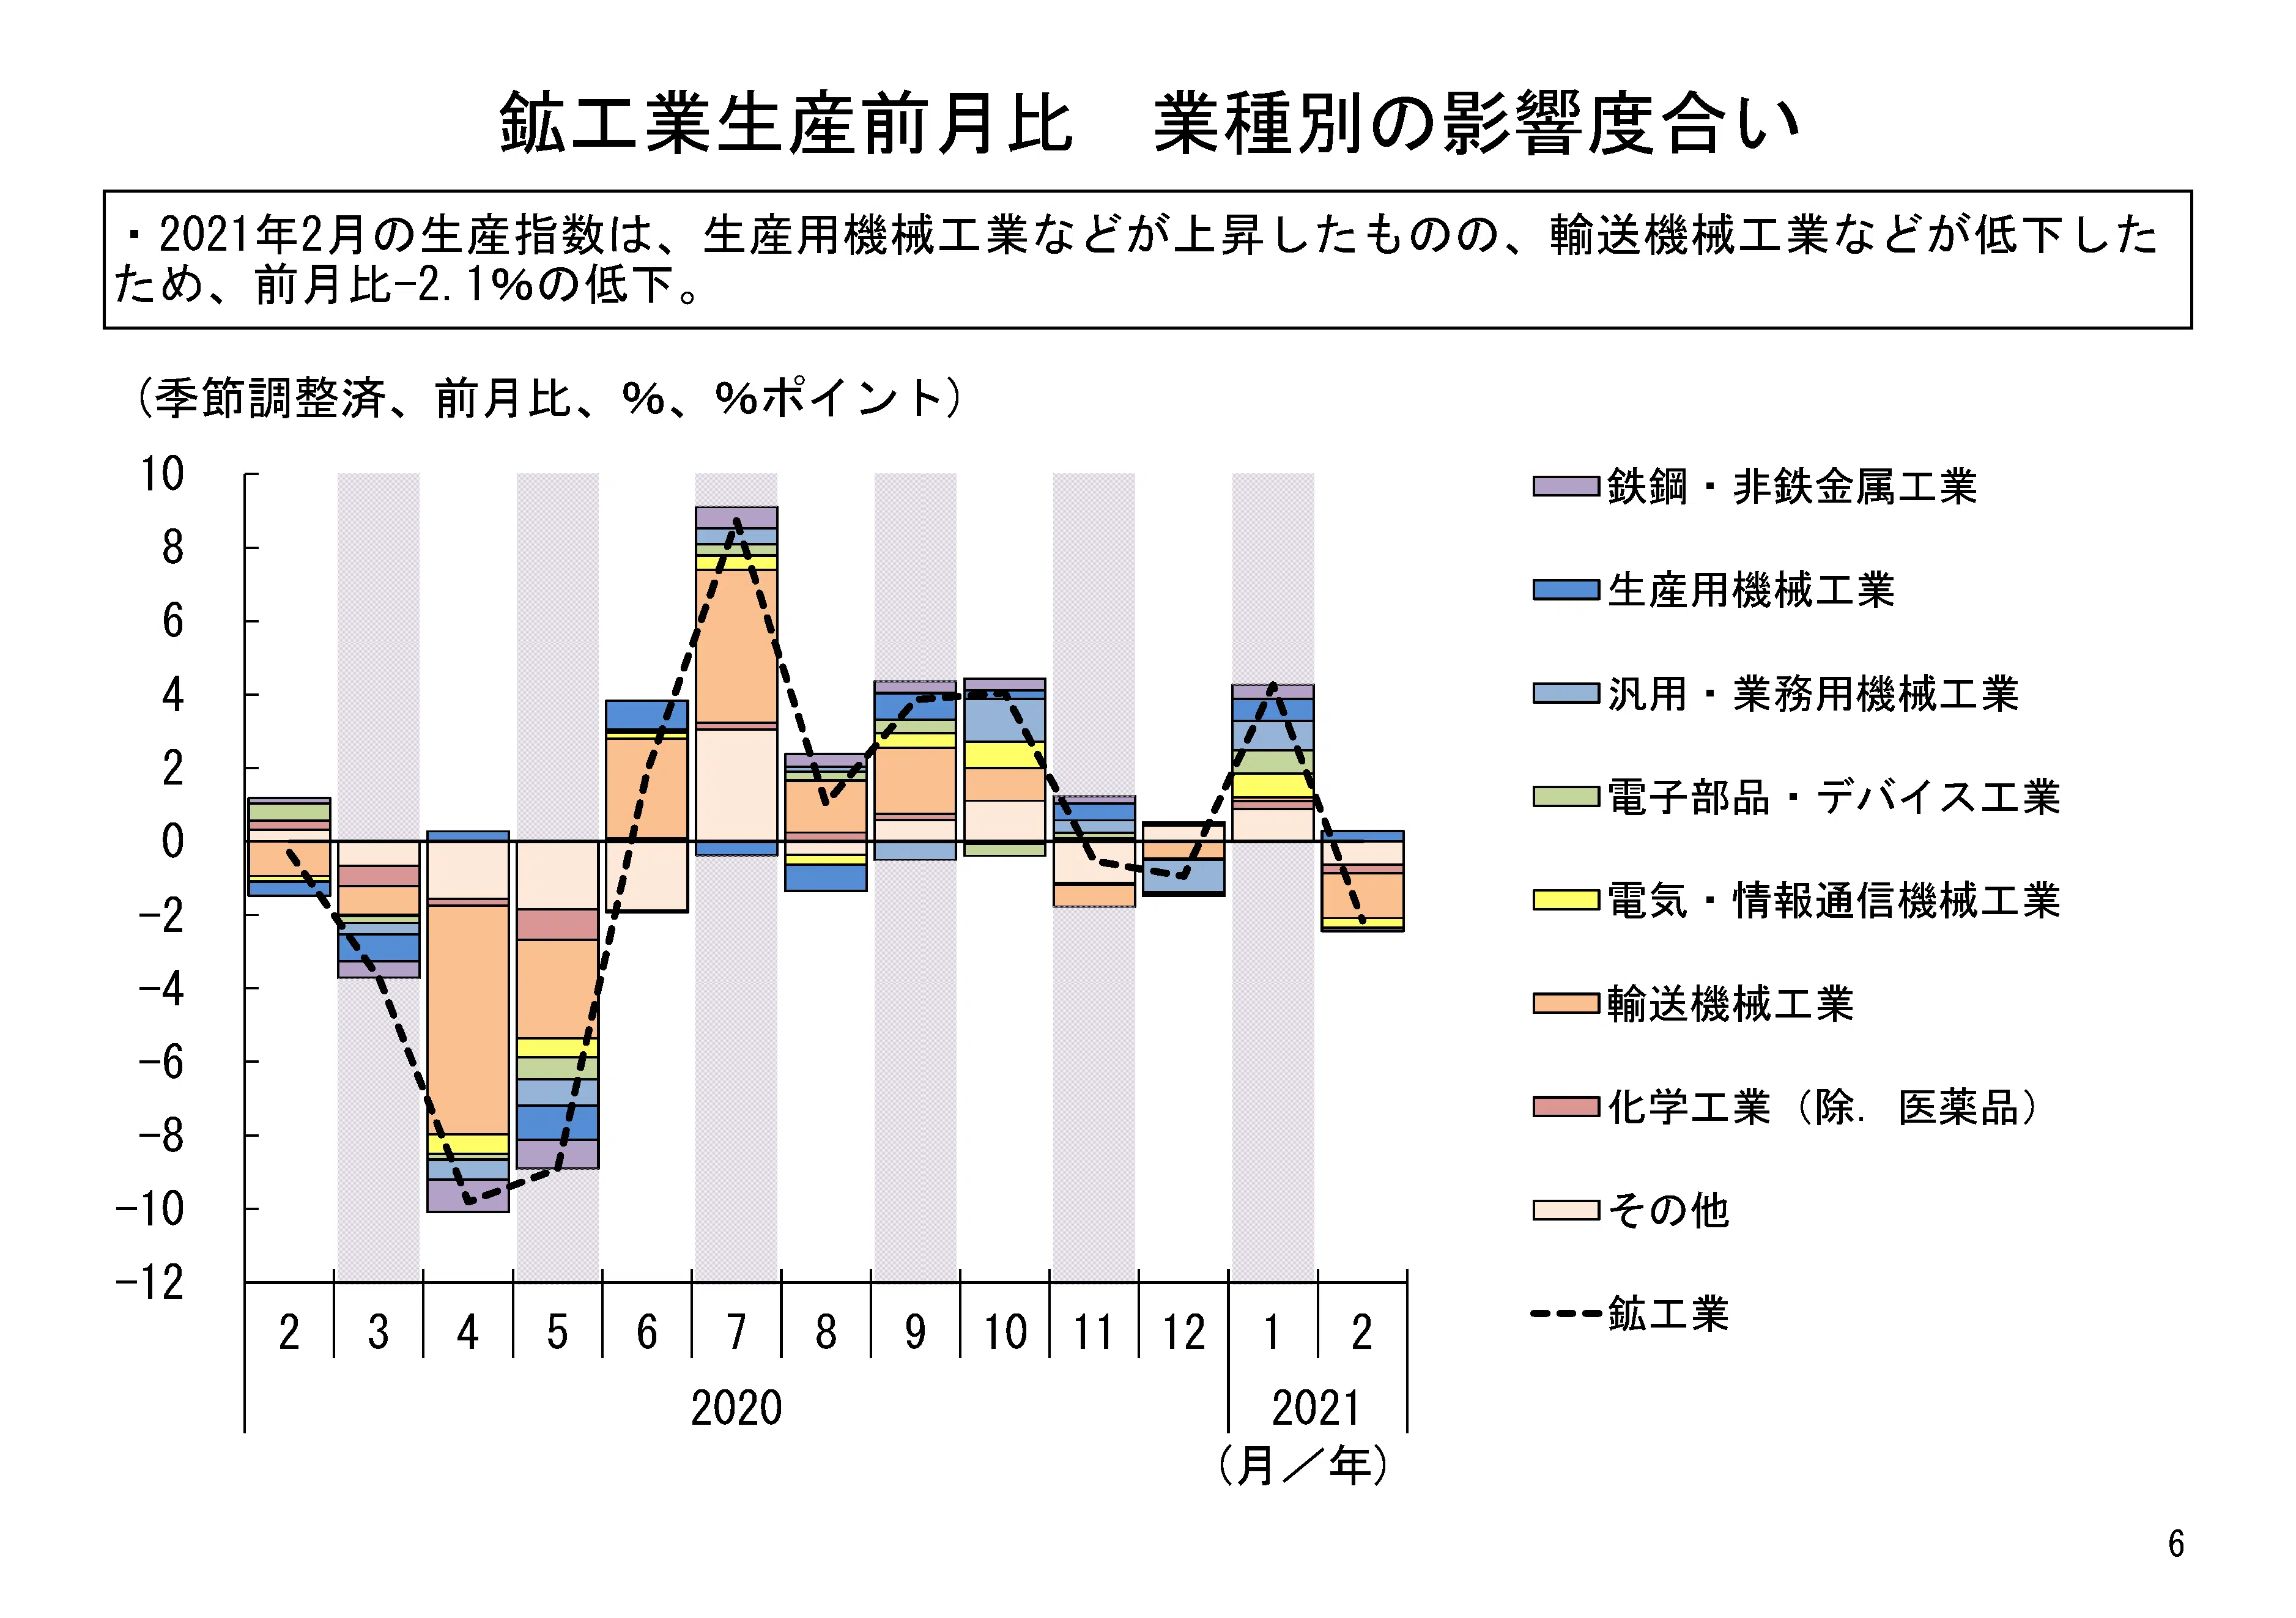 鉱工業生産前月比　業種別の影響度合い
・2021年2月の生産指数は、生産用機械工業などが上昇したものの、輸送機械工業などが低下した
ため、前月比-2.1%の低下。
(季節調整済、前月比、%、%ポイント)
10
8
6
4
2
0
-2
-4
-6
-8
-10
-12
鉄鋼・非鉄金属工業
生産用機械工業
汎用・業務用機械工業
電子部品・デバイス工業
電気・情報通信機械工業
輸送機械工業
化学工業(除. 医薬品)
その他
鉱工業
2 3 4 5 6 7 8 9 10 11 12 1 2
2020 2021
(月／年)
6